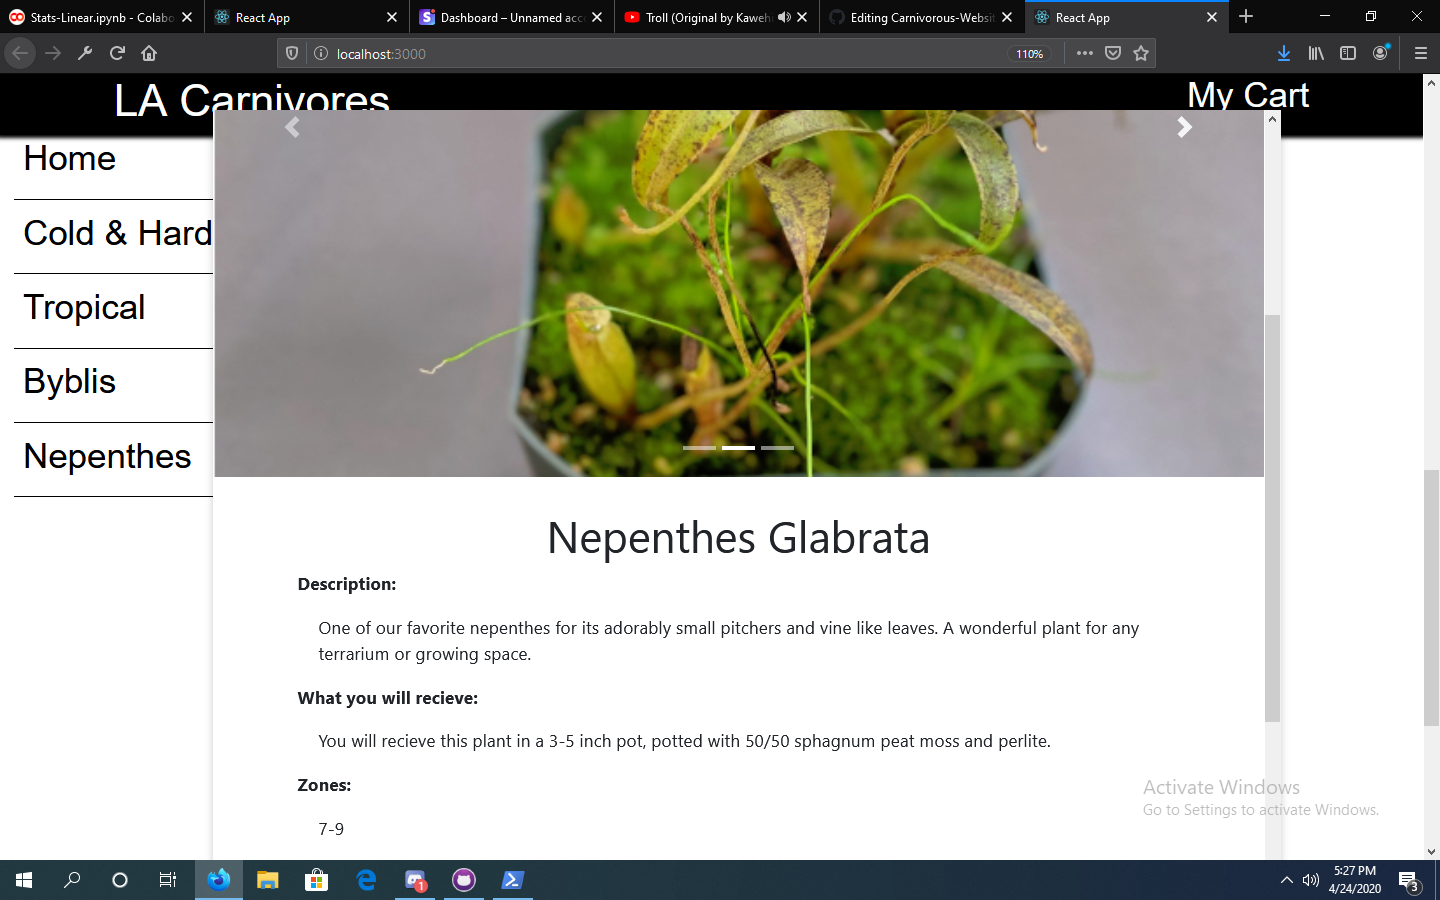 Stats-Linear.ipynb - Colabo
React App
Dashboard – Unnamed acc
Troll (Original by Kaweh
Editing Carnivorous-Websit
React App
localhost:3000
110%
LA Carnivores
My Cart
Home
Cold & Hard
Tropical
Byblis
Nepenthes
Nepenthes Glabrata
Description:
One of our favorite nepenthes for its adorably small pitchers and vine like leaves. A wonderful plant for any
terrarium or growing space.
What you will recieve:
You will recieve this plant in a 3-5 inch pot, potted with 50/50 sphagnum peat moss and perlite.
Zones:
7-9
Activate Windows
Go to Settings to activate Windows.
1
5:27 PM
4/24/2020
3